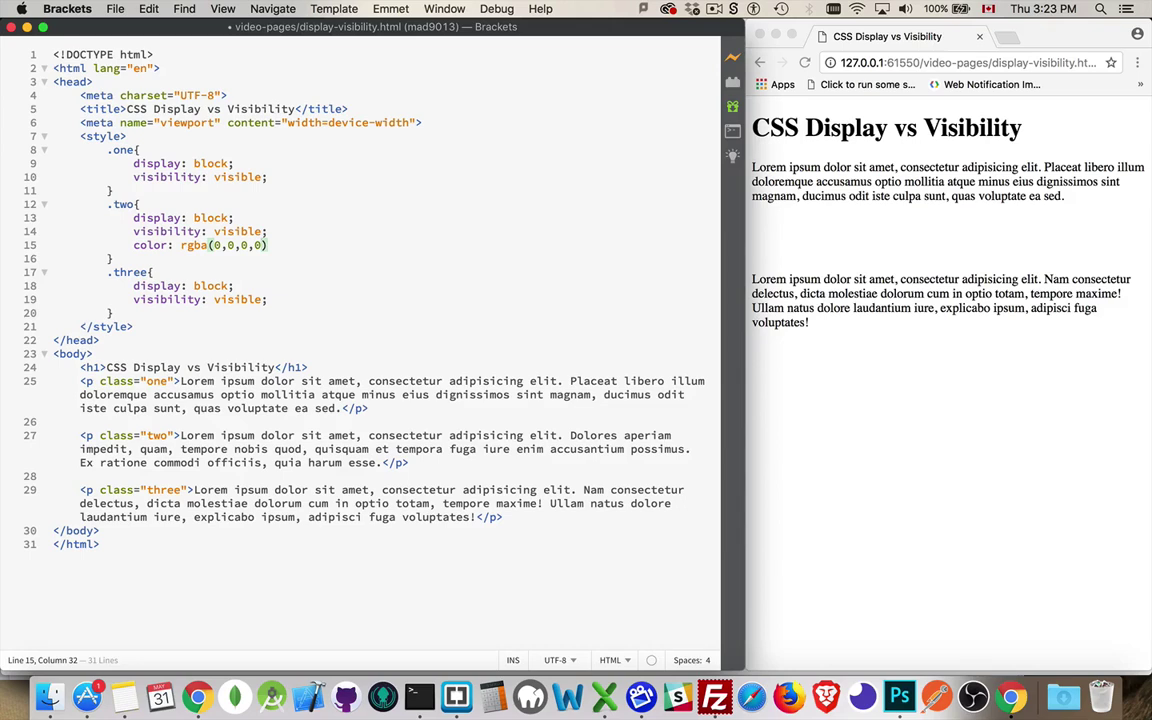 Brackets File Edit View Navigate Template Emmet Window Debug Help 100% Thu 3:23 PM
• video-pages/display-visibility.html (mad9013) — Brackets
1 <!DOCTYPE html>
2 <html lang="en">
3 <head>
4 <meta charset="UTF-8">
5 <title>CSS Display vs Visibility</title>
6 <meta name="viewport" content="width=device-width">
7 <style>
8 .one{
9 display: block;
10 visibility: visible;
11 }
12 .two{
13 display: block;
14 visibility: visible;
15 color: rgba(0,0,0,0)
16 }
17 .three{
18 display: block;
19 visibility: visible;
20 }
21 </style>
22 </head>
23 <body>
24 <h1>CSS Display vs Visibility</h1>
25 <p class="one">Lorem ipsum dolor sit amet, consectetur adipisicing elit. Placeat libero illum
doloremque accusamus optio mollitia atque minus eius dignissimos sint magnam, ducimus odit
iste culpa sunt, quas voluptate ea sed.</p>
26
27 <p class="two">Lorem ipsum dolor sit amet, consectetur adipisicing elit. Dolores aperiam
impedit, quam, tempore nobis quod, quisquam et tempora fuga iure enim accusantium possimus.
Ex ratione commodi officiis, quia harum esse.</p>
28
29 <p class="three">Lorem ipsum dolor sit amet, consectetur adipisicing elit. Nam consectetur
delectus, dicta molestiae dolorum cum in optio totam, tempore maxime! Ullam natus dolore
laudantium iure, explicabo ipsum, adipisci fuga voluptates!</p>
30 </body>
31 </html>
Line 15, Column 32 — 31 Lines
INS UTF-8 HTML Spaces: 4
CSS Display vs Visibility
127.0.0.1:61550/video-pages/display-visibility.ht...
Apps Click to run some s... Web Notification Im... »
CSS Display vs Visibility
Lorem ipsum dolor sit amet, consectetur adipisicing elit. Placeat libero illum
doloremque accusamus optio mollitia atque minus eius dignissimos sint
magnam, ducimus odit iste culpa sunt, quas voluptate ea sed.
Lorem ipsum dolor sit amet, consectetur adipisicing elit. Nam consectetur
delectus, dicta molestiae dolorum cum in optio totam, tempore maxime!
Ullam natus dolore laudantium iure, explicabo ipsum, adipisci fuga
voluptates!
MAY
31
Fz
Ps